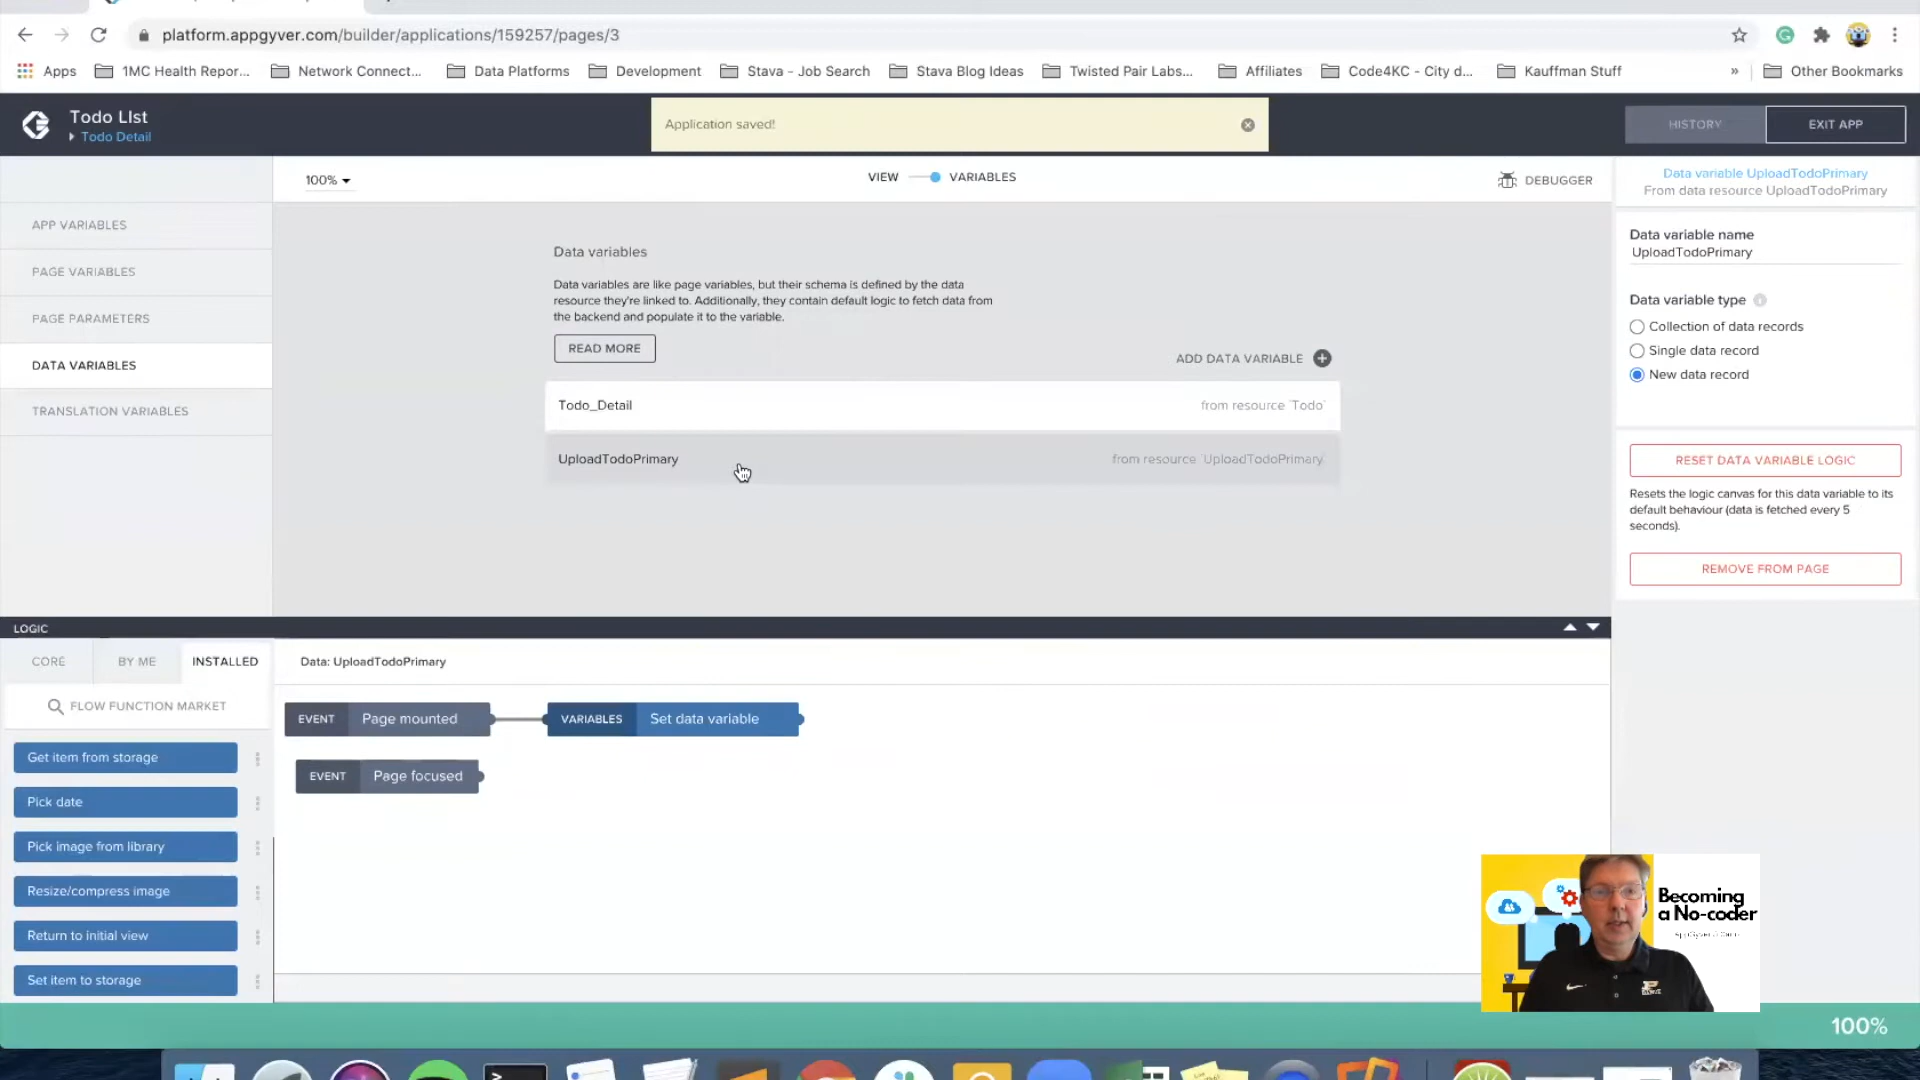 platform.appgyver.com/builder/applications/159257/pages/3
Apps
1MC Health Repor...
Network Connect...
Data Platforms
Development
Stava - Job Search
Stava Blog Ideas
Twisted Pair Labs...
Affiliates
Code4KC - City d...
Kauffman Stuff
»
Other Bookmarks
Todo LIst
Todo Detail
Application saved!
HISTORY
EXIT APP
100%
VIEW
VARIABLES
DEBUGGER
Data variable UploadTodoPrimary
From data resource UploadTodoPrimary
APP VARIABLES
PAGE VARIABLES
PAGE PARAMETERS
DATA VARIABLES
TRANSLATION VARIABLES
Data variables
Data variables are like page variables, but their schema is defined by the data
resource they're linked to. Additionally, they contain default logic to fetch data from
the backend and populate it to the variable.
READ MORE
ADD DATA VARIABLE
Todo_Detail
from resource `Todo`
UploadTodoPrimary
from resource `UploadTodoPrimary`
Data variable name
UploadTodoPrimary
Data variable type
Collection of data records
Single data record
New data record
RESET DATA VARIABLE LOGIC
Resets the logic canvas for this data variable to its
default behaviour (data is fetched every 5
seconds).
REMOVE FROM PAGE
LOGIC
CORE
BY ME
INSTALLED
Data: UploadTodoPrimary
FLOW FUNCTION MARKET
EVENT
Page mounted
VARIABLES
Set data variable
EVENT
Page focused
Get item from storage
Pick date
Pick image from library
Resize/compress image
Return to initial view
Set item to storage
Becoming
a No-coder
100%